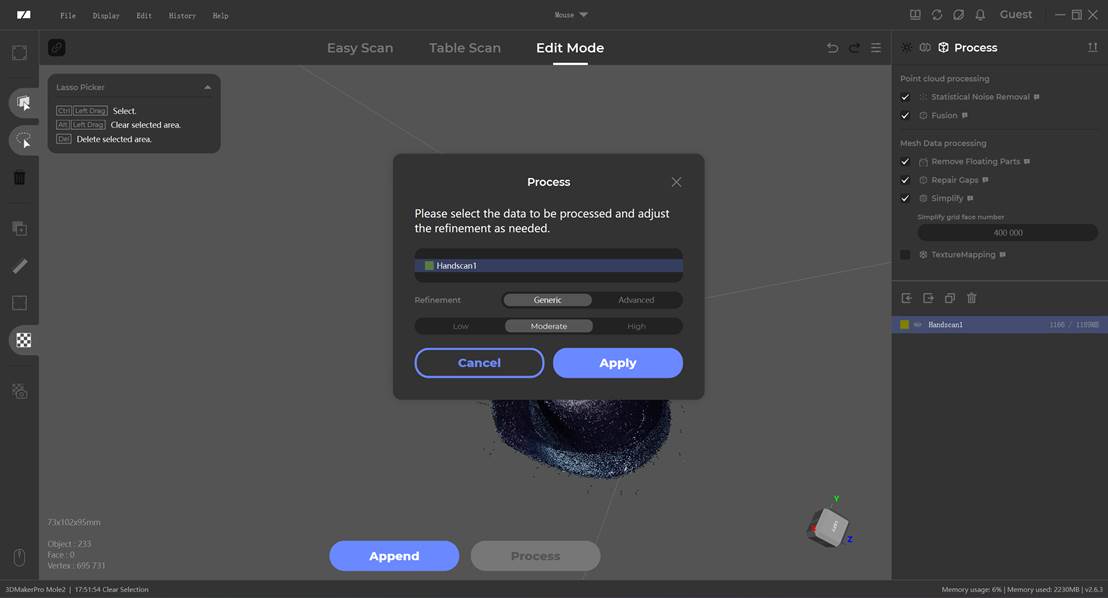 File Display Edit History Help
Mouse
Guest
Easy Scan Table Scan Edit Mode
Process
Lasso Picker
Ctrl Left Drag Select.
Alt Left Drag Clear selected area.
Del Delete selected area.
Process
Please select the data to be processed and adjust
the refinement as needed.
Handscan1
Refinement Generic Advanced
Low Moderate High
Cancel Apply
Point cloud processing
Statistical Noise Removal
Fusion
Mesh Data processing
Remove Floating Parts
Repair Gaps
Simplify
Simplify grid face number
400 000
TextureMapping
Handscan1 1166 / 1189MB
73x102x95mm
Object : 233
Face : 0
Vertex : 695 731
Append Process
Y
Z
3DMakerPro Mole2 | 17:51:54 Clear Selection
Memory usage: 6% | Memory used: 2230MB | v2.6.3